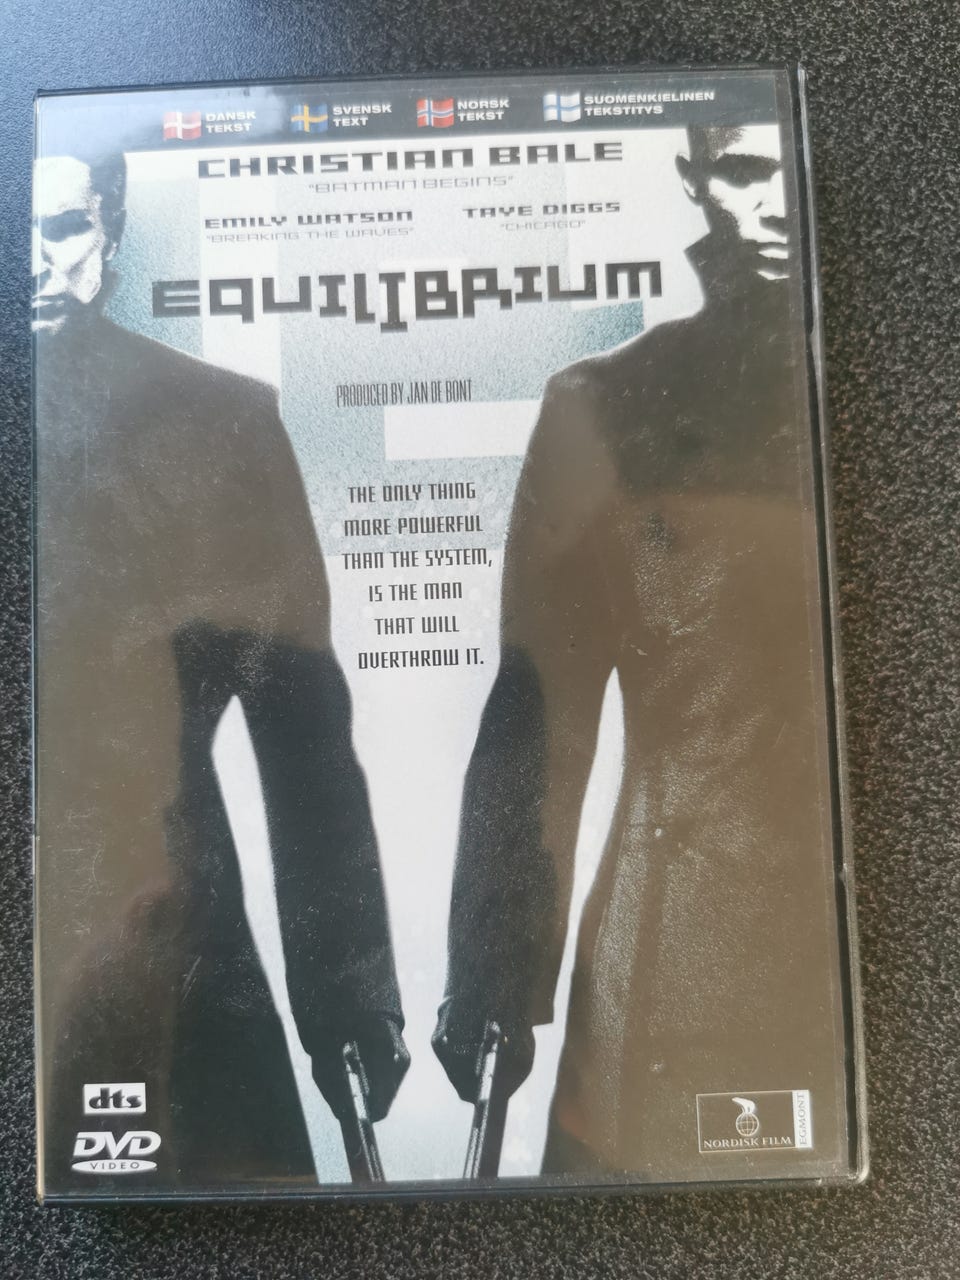 DANSK
TEKST
SVENSK
TEXT
NORSK
TEKST
SUOMENKIELINEN
TEKSTITYS
CHRISTIAN BALE
"BATMAN BEGINS"
EMILY WATSON
TAYE DIGGS
"BREAKING THE WAVES"
"CHICAGO"
EQUILIBRIUM
PRODUCED BY JAN DE BONT
THE ONLY THING
MORE POWERFUL
THAN THE SYSTEM,
IS THE MAN
THAT WILL
OVERTHROW IT.
dts
DVD
VIDEO
NORDISK FILM
EGMONT